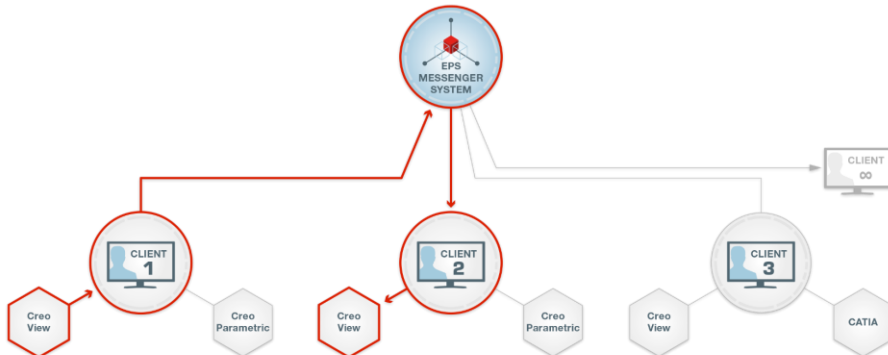 EPS
MESSENGER
SYSTEM
CLIENT
∞
CLIENT
1
CLIENT
2
CLIENT
3
Creo
View
Creo
Parametric
Creo
View
Creo
Parametric
Creo
View
CATIA